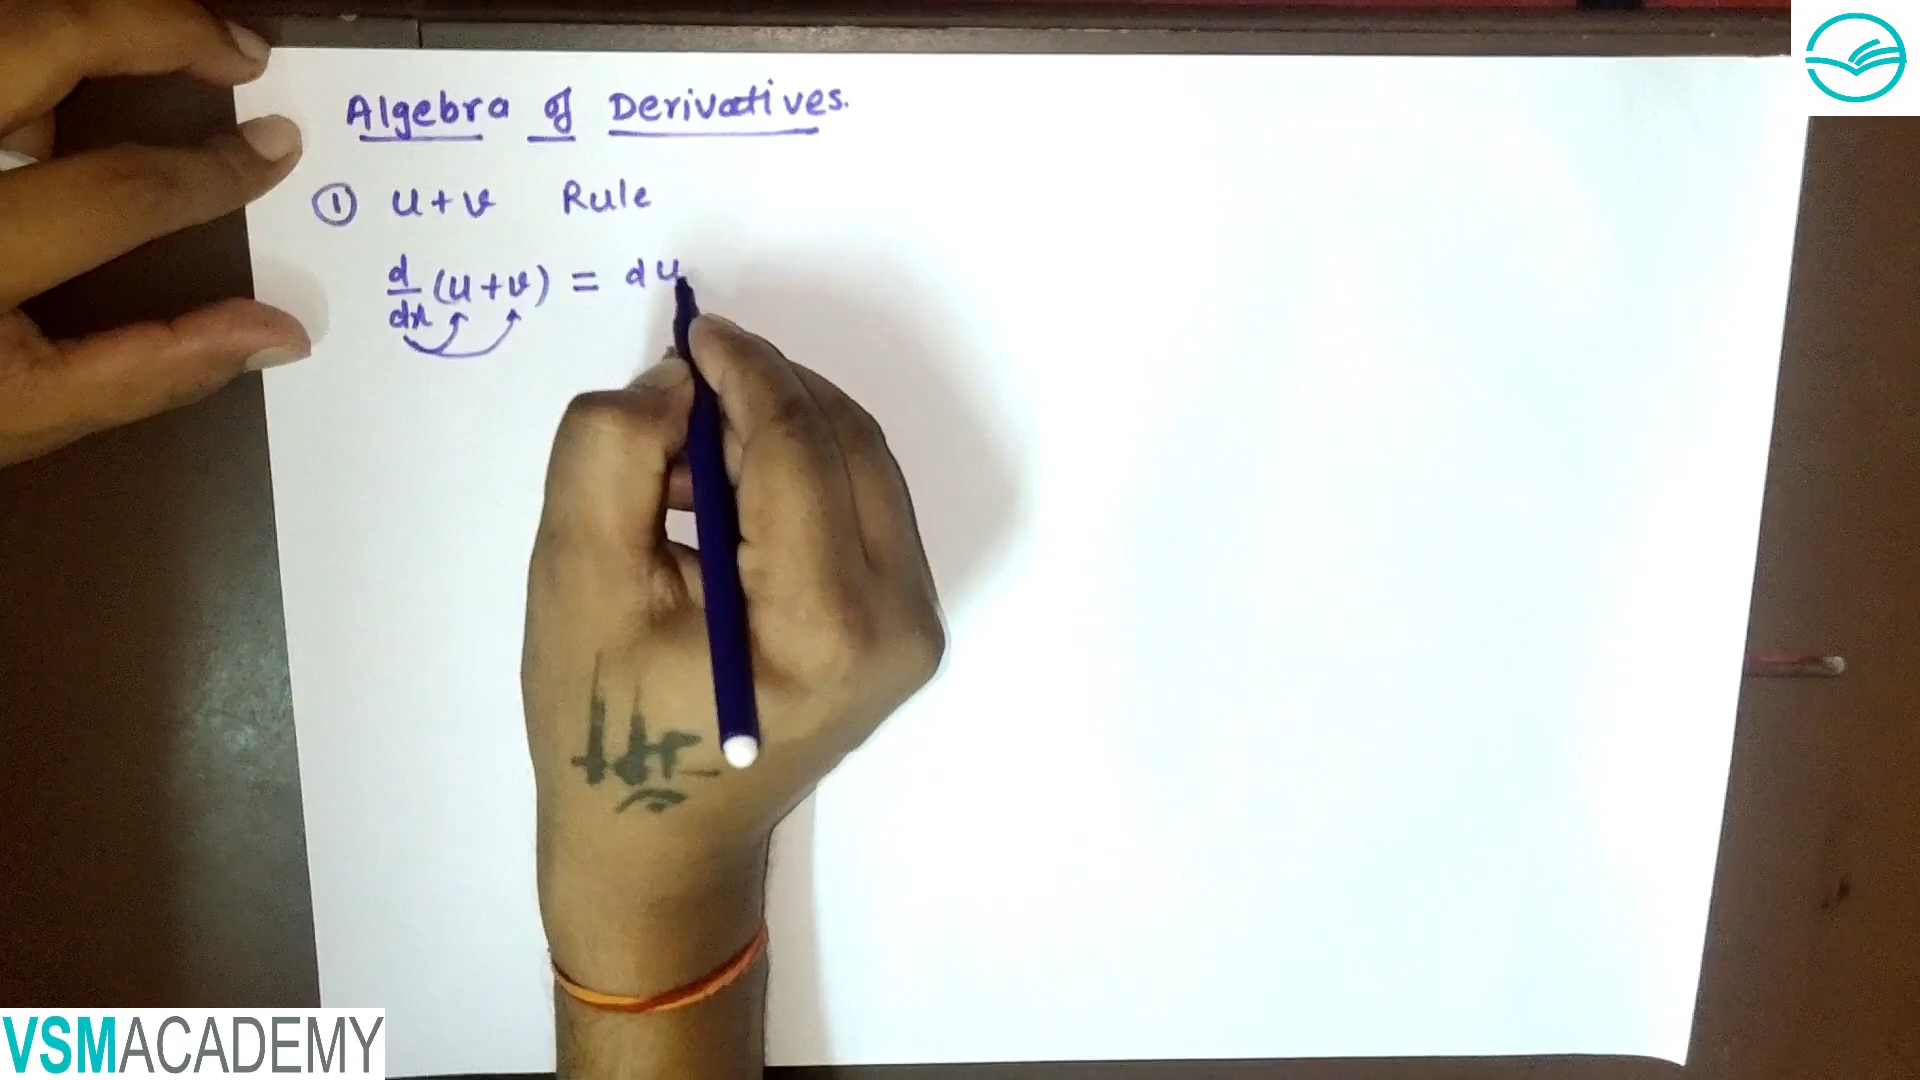 Algebra of Derivatives.
① u+v Rule
d/dx (u+v) = du
VSMACADEMY